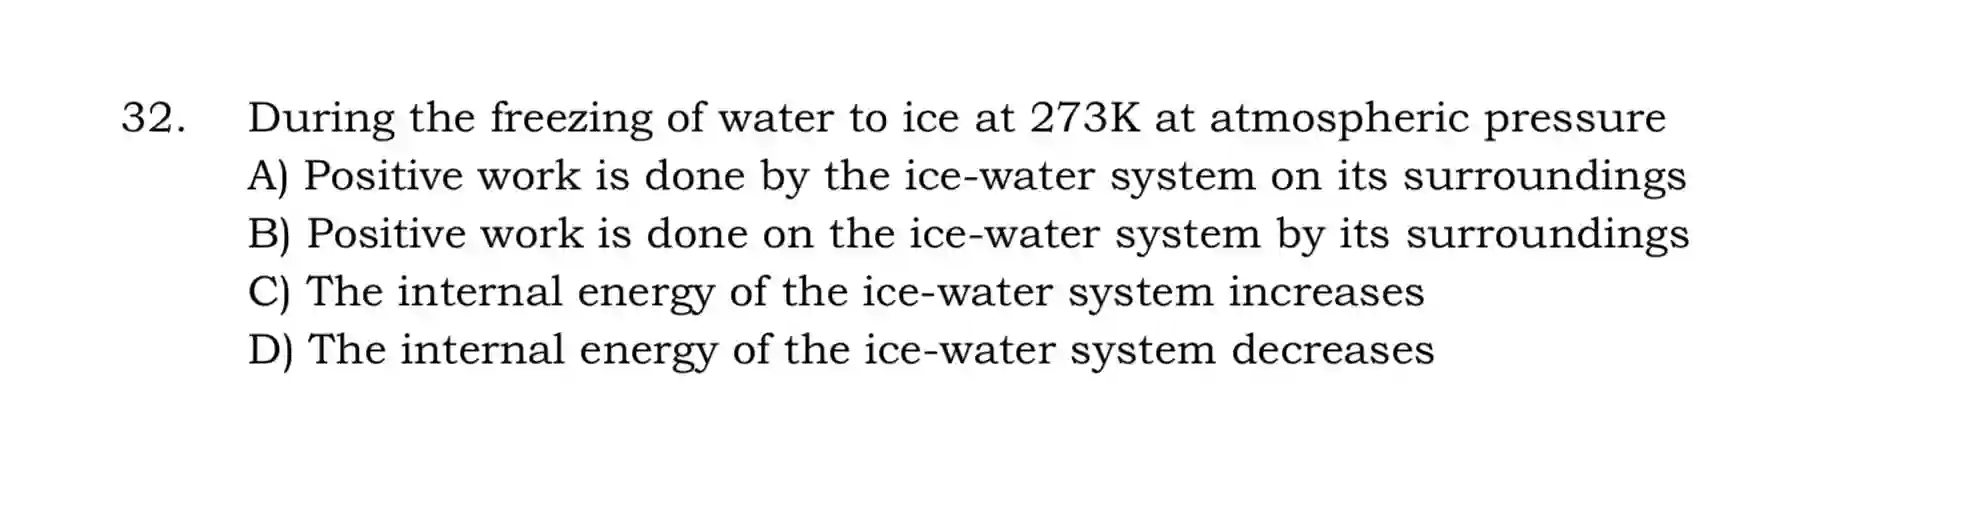 32. During the freezing of water to ice at 273K at atmospheric pressure
A) Positive work is done by the ice-water system on its surroundings
B) Positive work is done on the ice-water system by its surroundings
C) The internal energy of the ice-water system increases
D) The internal energy of the ice-water system decreases